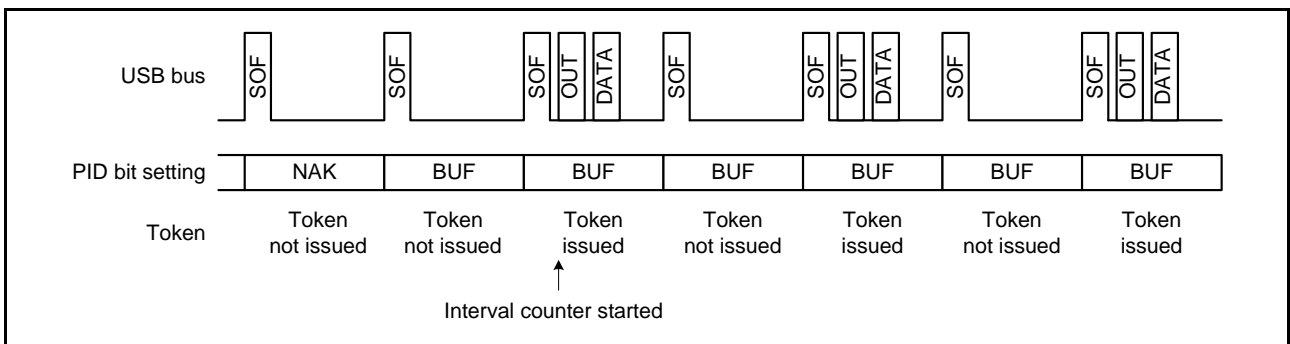 USB bus SOF SOF SOF OUT DATA SOF SOF OUT DATA SOF SOF OUT DATA
PID bit setting NAK BUF BUF BUF BUF BUF BUF
Token Token Token Token Token Token Token Token
not issued not issued issued not issued issued not issued issued
Interval counter started